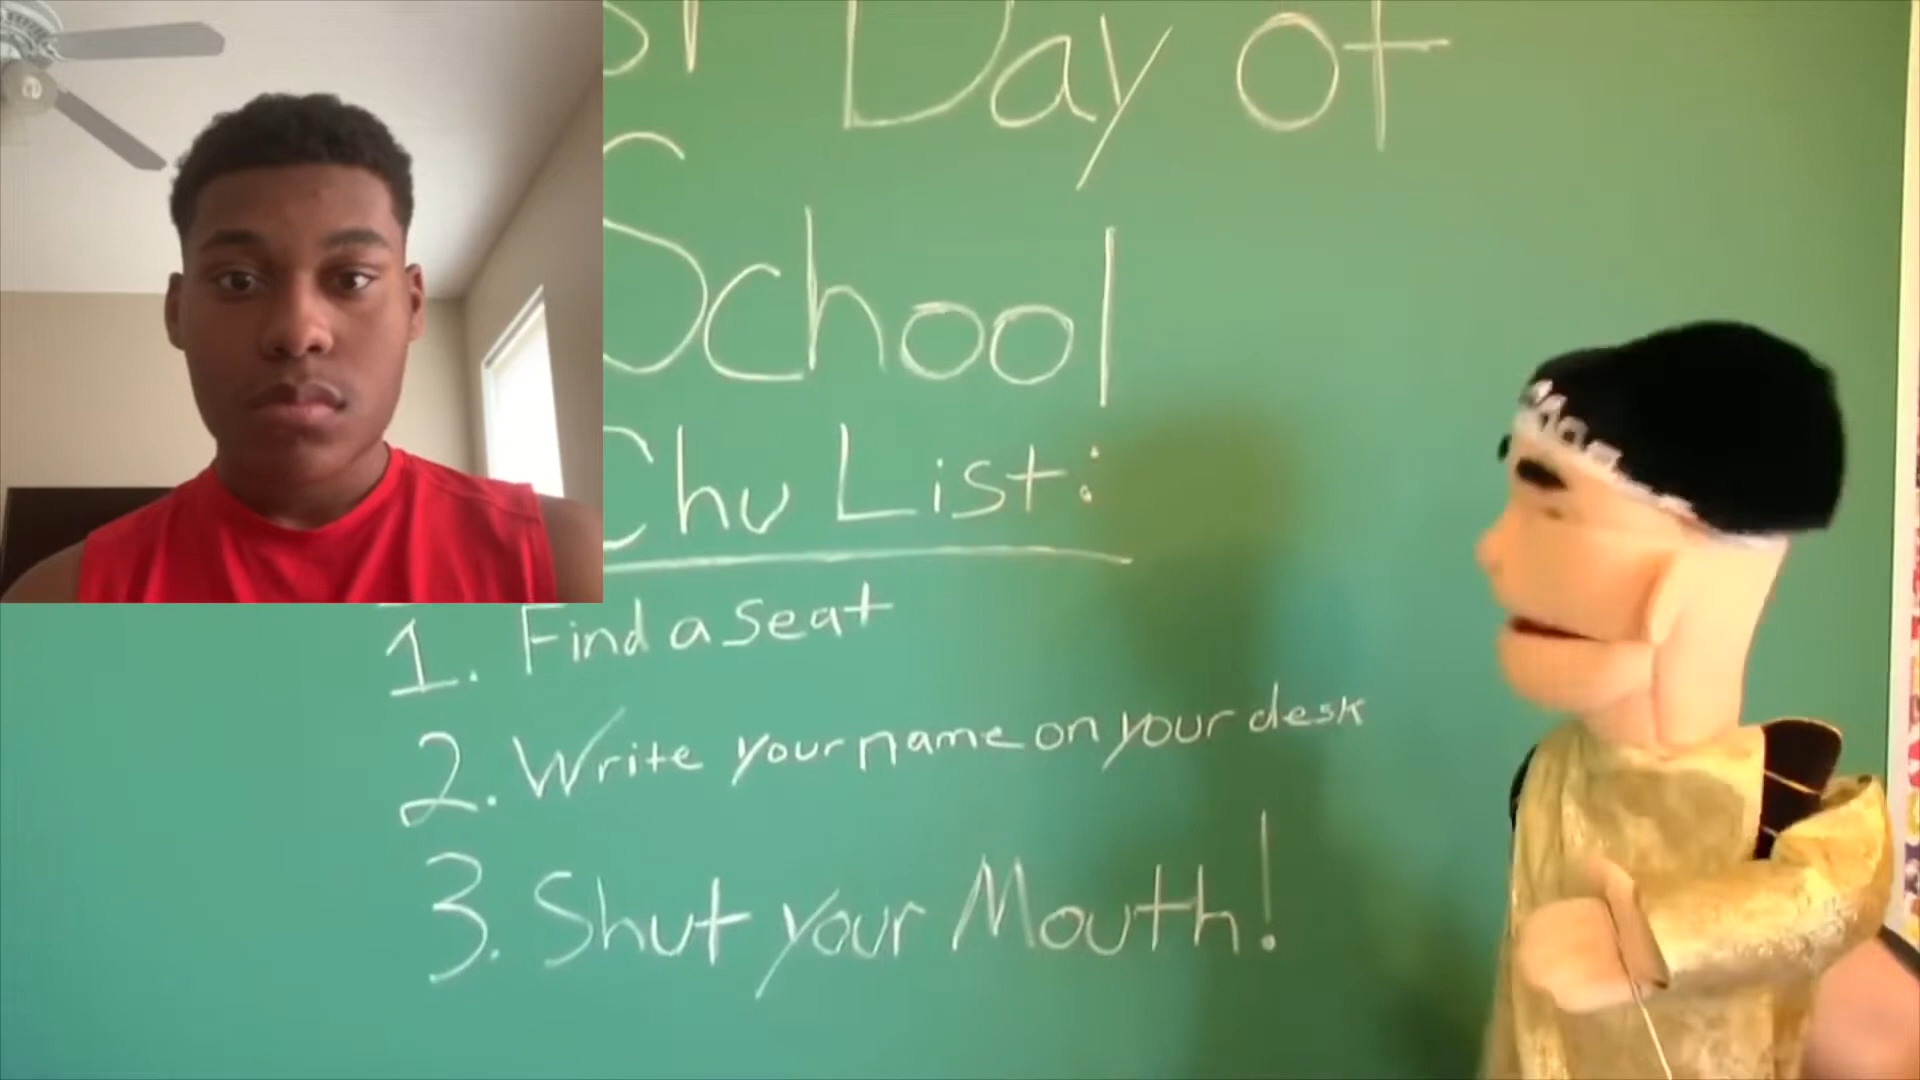 Day of
School
Chu List:
1. Find a seat
2. Write your name on your desk
3. Shut your Mouth!